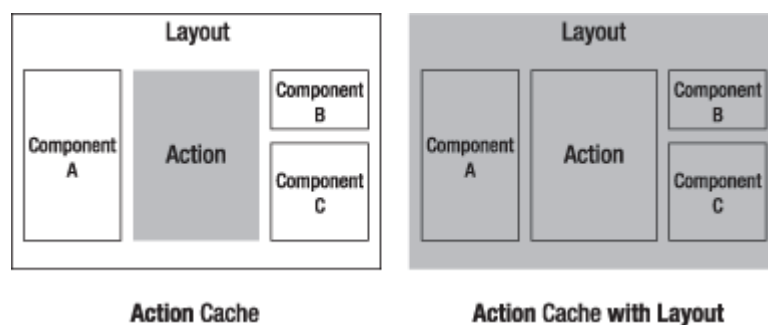 Layout
Component
A
Action
Component
B
Component
C
Action Cache
Layout
Component
A
Action
Component
B
Component
C
Action Cache with Layout